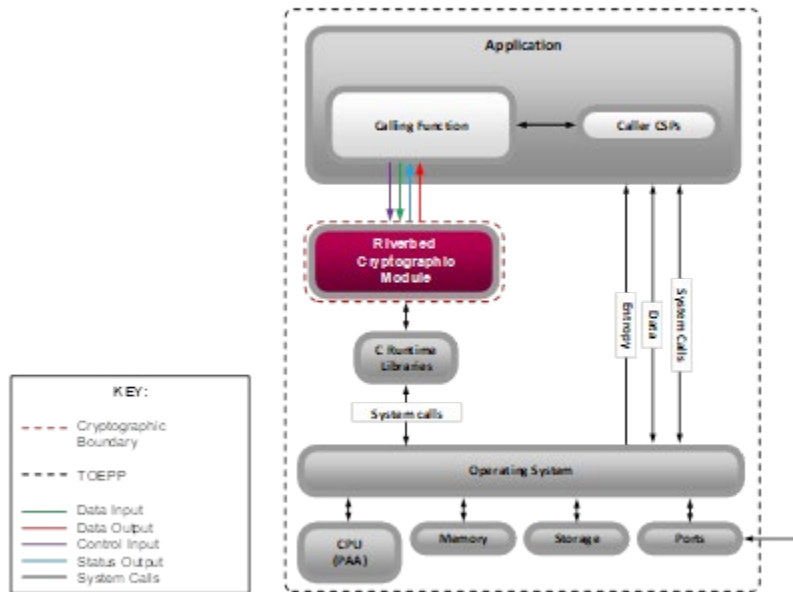 Application
Calling Function
Caller CSPs
Riverbed
Cryptographic
Module
Entropy
Data
System Calls
C Runtime
Libraries
System calls
KEY:
Cryptographic
Boundary
TOEPP
Data Input
Data Output
Control Input
Status Output
System Calls
Operating System
CPU
(PAA)
Memory
Storage
Ports